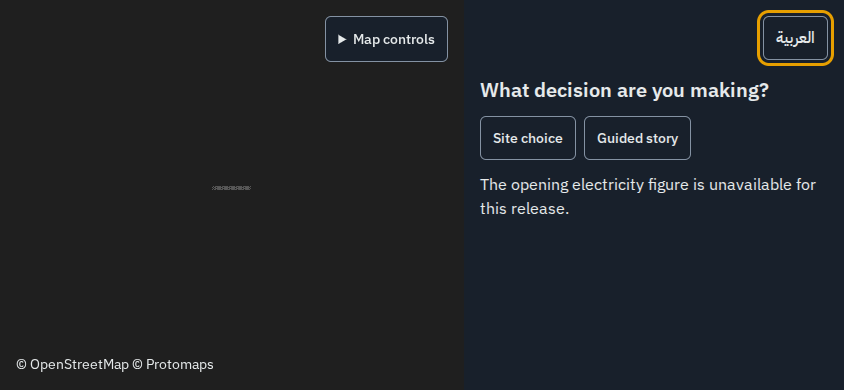 Map controls
العربية
What decision are you making?
Site choice
Guided story
The opening electricity figure is unavailable for
this release.
© OpenStreetMap © Protomaps